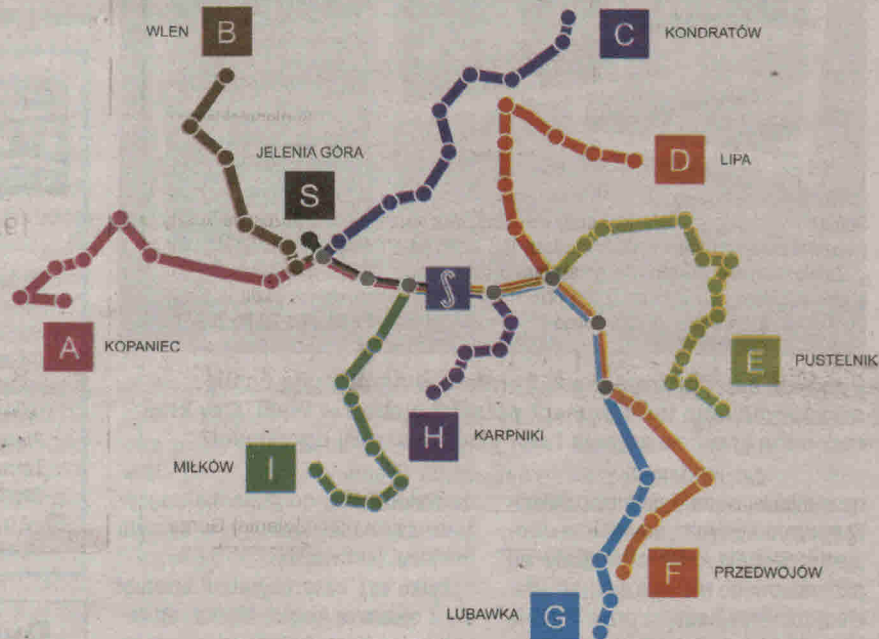 B
WLEN
C
KONDRATÓW
JELENIA GÓRA
S
D
LIPA
A
KOPANIEC
E
PUSTELNIK
H
KARPNIKI
I
MIŁKÓW
F
PRZEDWOJÓW
G
LUBAWKA